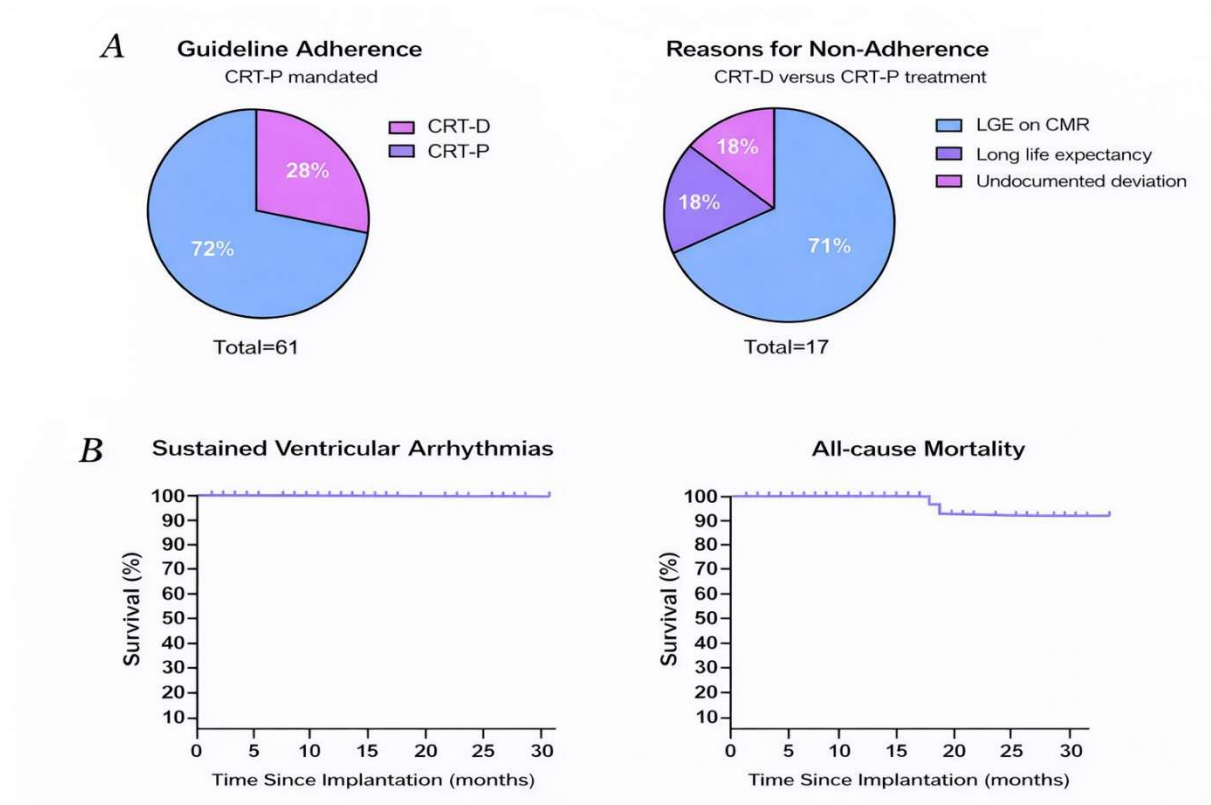 A
Guideline Adherence
CRT-P mandated
CRT-D
CRT-P
28%
72%
Total=61
Reasons for Non-Adherence
CRT-D versus CRT-P treatment
LGE on CMR
Long life expectancy
Undocumented deviation
18%
18%
71%
Total=17
B
Sustained Ventricular Arrhythmias
Survival (%)
100
90
90
70
60
50
40
30
20
10
0 5 10 15 20 25 30
Time Since Implantation (months)
All-cause Mortality
Survival (%)
100
90
80
70
60
50
40
30
20
10
0 5 10 15 20 25 30
Time Since Implantation (months)